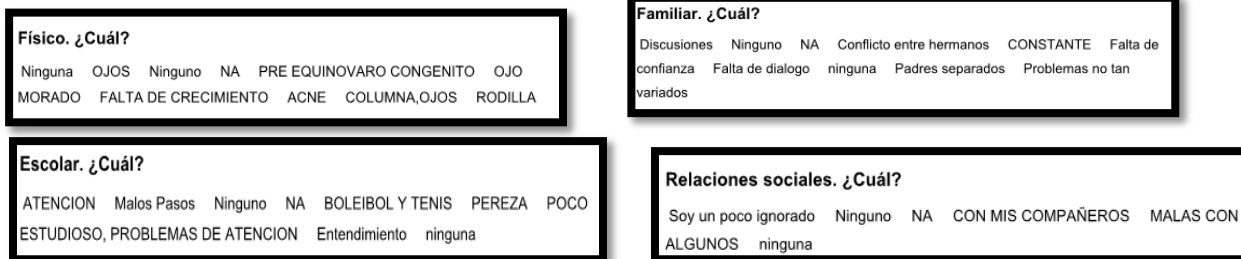 Físico. ¿Cuál?
Ninguna OJOS Ninguno NA PRE EQUINOVARO CONGENITO OJO
MORADO FALTA DE CRECIMIENTO ACNE COLUMNA,OJOS RODILLA
Familiar. ¿Cuál?
Discusiones Ninguno NA Conflicto entre hermanos CONSTANTE Falta de
confianza Falta de dialogo ninguna Padres separados Problemas no tan
variados
Escolar. ¿Cuál?
ATENCION Malos Pasos Ninguno NA BOLEIBOL Y TENIS PEREZA POCO
ESTUDIOSO, PROBLEMAS DE ATENCION Entendimiento ninguna
Relaciones sociales. ¿Cuál?
Soy un poco ignorado Ninguno NA CON MIS COMPAÑEROS MALAS CON
ALGUNOS ninguna